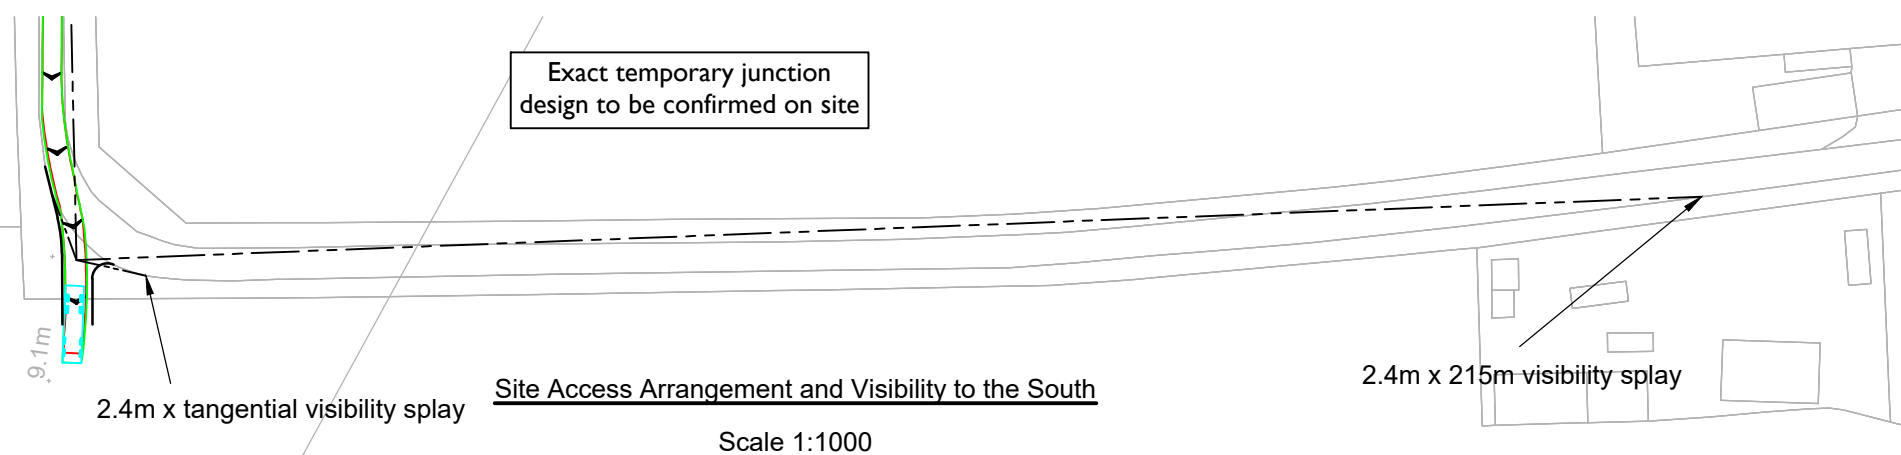 Exact temporary junction
design to be confirmed on site
9.1m
2.4m x tangential visibility splay
Site Access Arrangement and Visibility to the South
Scale 1:1000
2.4m x 215m visibility splay